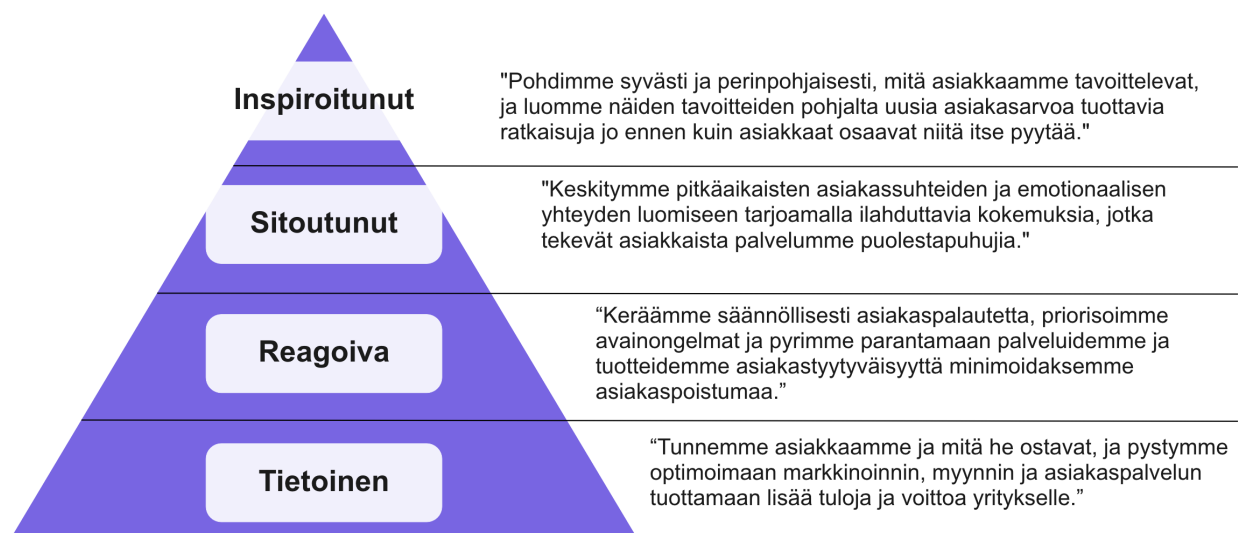 Inspiroitunut
"Pohdimme syvästi ja perinpohjaisesti, mitä asiakkaamme tavoittelevat,
ja luomme näiden tavoitteiden pohjalta uusia asiakasarvoa tuottavia
ratkaisuja jo ennen kuin asiakkaat osaavat niitä itse pyytää."
Sitoutunut
"Keskitymme pitkäaikaisten asiakassuhteiden ja emotionaalisen
yhteyden luomiseen tarjoamalla ilahduttavia kokemuksia, jotka
tekevät asiakkaista palvelumme puolestapuhujia."
Reagoiva
“Keräämme säännöllisesti asiakaspalautetta, priorisoimme
avainongelmat ja pyrimme parantamaan palveluidemme ja
tuotteidemme asiakastyytyväisyyttä minimoidaksemme
asiakaspoistumaa.”
Tietoinen
“Tunnemme asiakkaamme ja mitä he ostavat, ja pystymme
optimoimaan markkinoinnin, myynnin ja asiakaspalvelun
tuottamaan lisää tuloja ja voittoa yritykselle.”